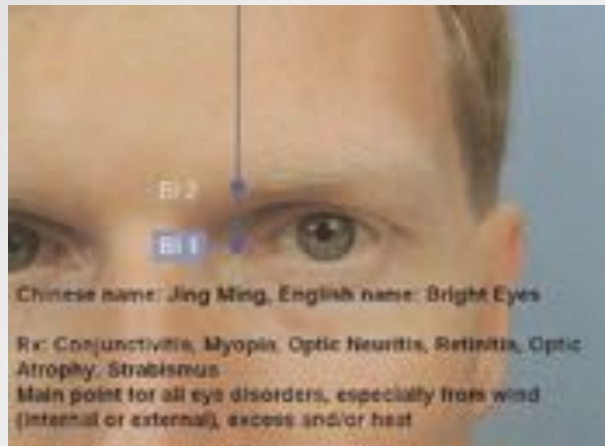 Bl 2
Bl 1
Chinese name: Jing Ming, English name: Bright Eyes
Rx: Conjunctivitis, Myopia, Optic Neuritis, Retinitis, Optic
Atrophy, Strabismus
Main point for all eye disorders, especially from wind
(internal or external), excess and/or heat